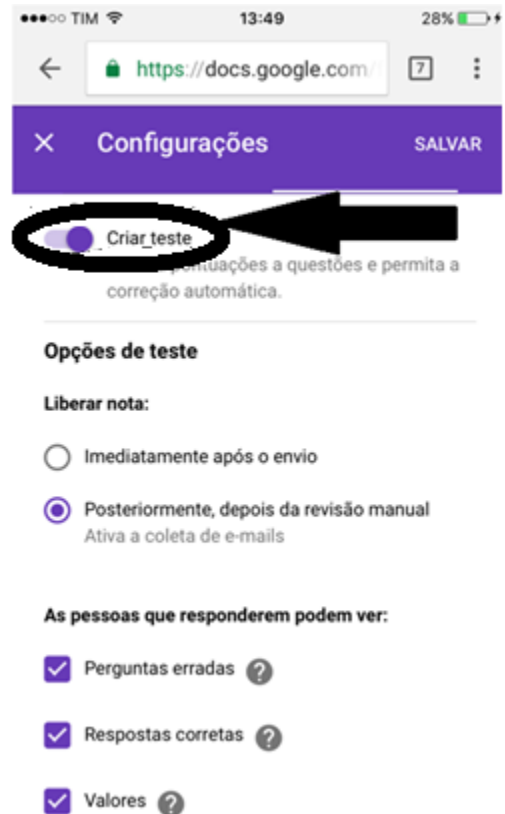 TIM 13:49 28%
https://docs.google.com/ 7
Configurações SALVAR
Criar teste
pontuações a questões e permita a
correção automática.
Opções de teste
Liberar nota:
Imediatamente após o envio
Posteriormente, depois da revisão manual
Ativa a coleta de e-mails
As pessoas que responderem podem ver:
Perguntas erradas ?
Respostas corretas ?
Valores ?